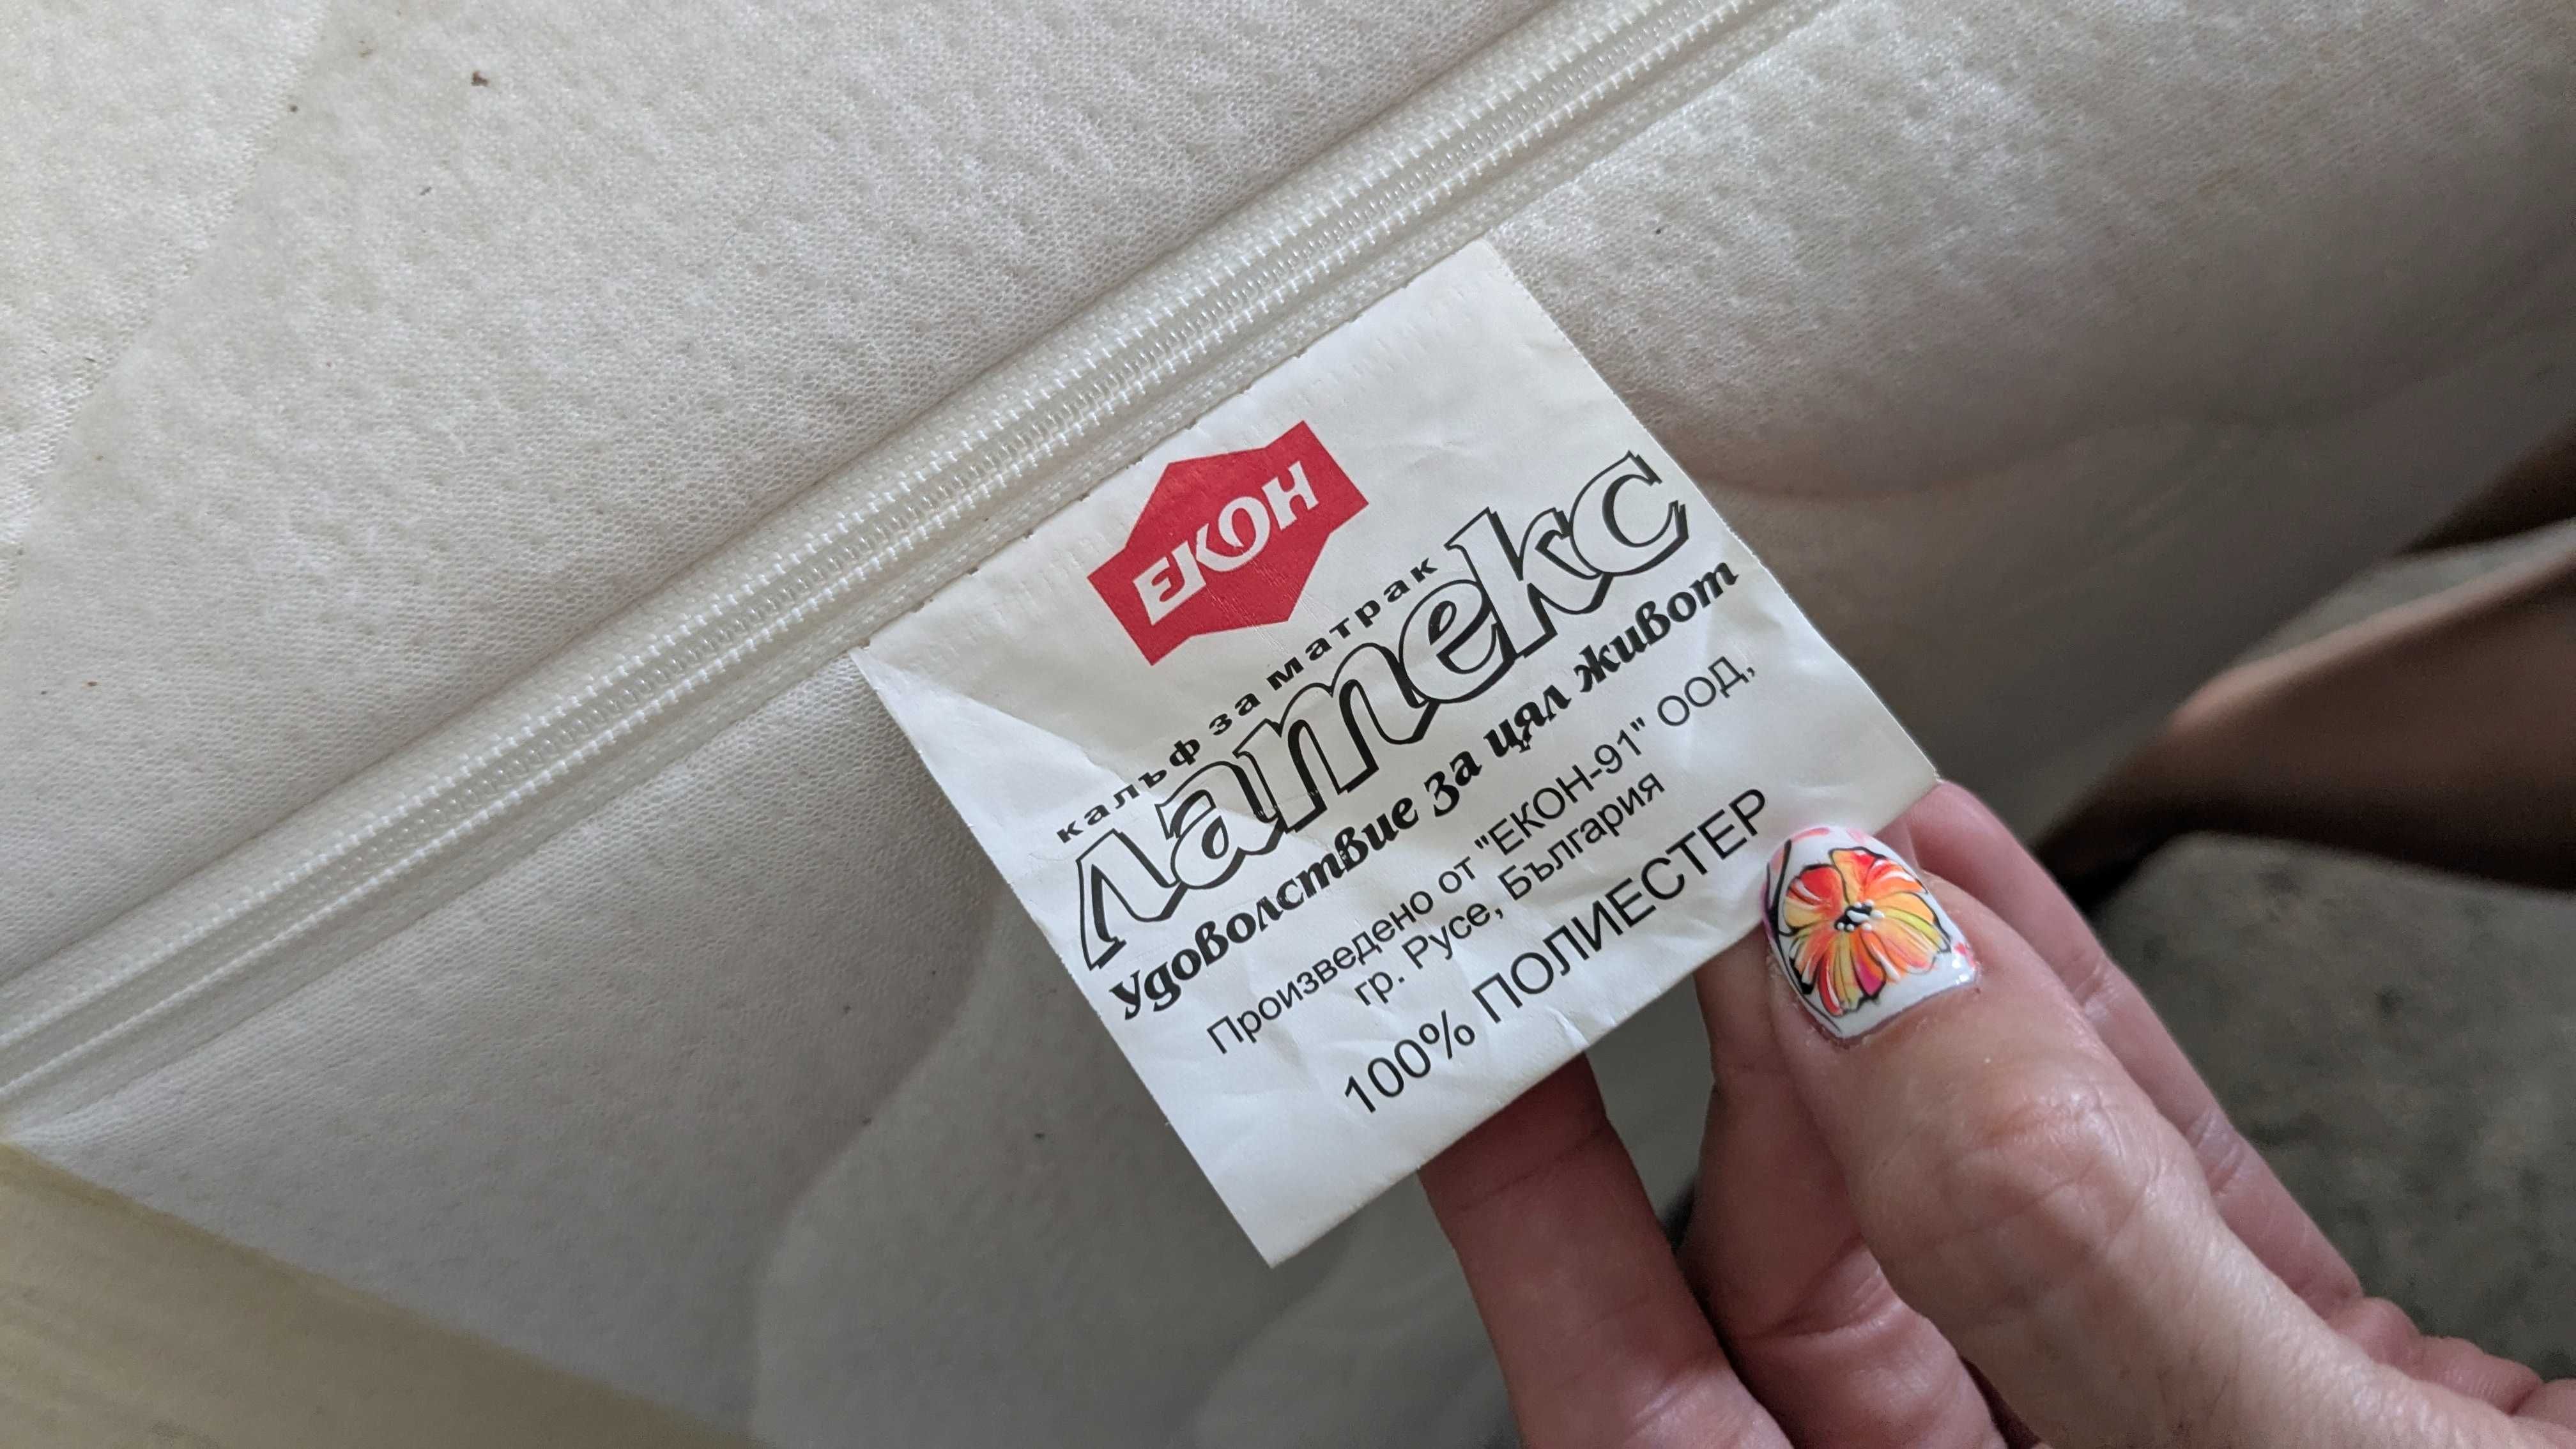 ЕКОН
калъф за матрак
Латекс
Удоволствие за цял живот
Произведено от "ЕКОН-91" ООД,
гр. Русе, България
100% ПОЛИЕСТЕР